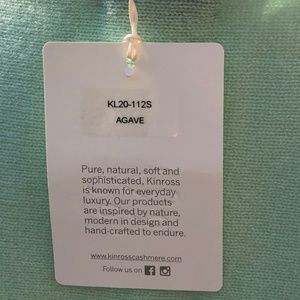 KL20-112S
AGAVE
Pure, natural, soft and
sophisticated, Kinross
is known for everyday
luxury. Our products
are inspired by nature,
modern in design and
hand-crafted to endure.
www.kinrosscashmere.com
Follow us on